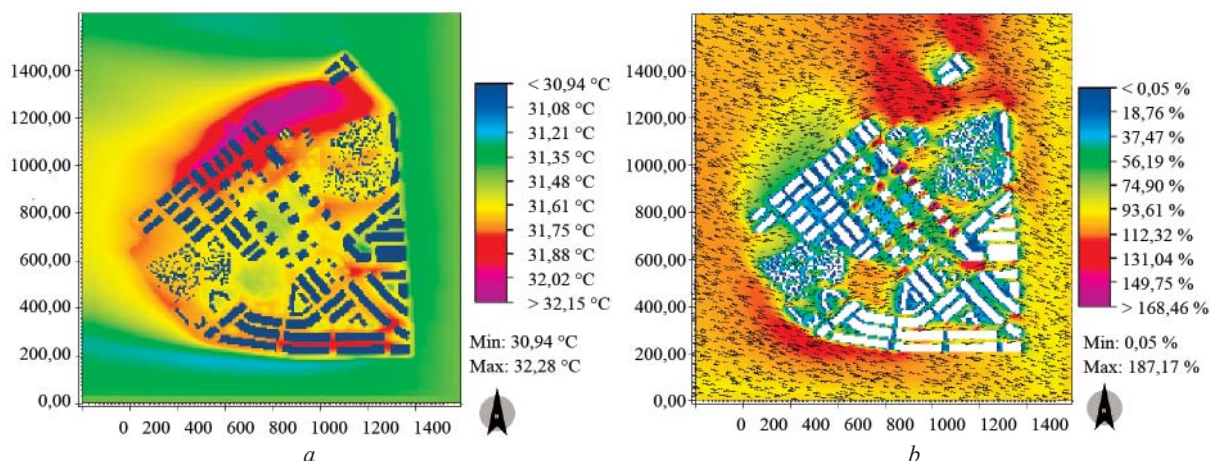 1400,00
1200,00
1000,00
800,00
600,00
400,00
200,00
0,00
0 200 400 600 800 1000 1200 1400
< 30,94 °C
31,08 °C
31,21 °C
31,35 °C
31,48 °C
31,61 °C
31,75 °C
31,88 °C
32,02 °C
> 32,15 °C
Min: 30,94 °C
Max: 32,28 °C
a
1400,00
1200,00
1000,00
800,00
600,00
400,00
200,00
0,00
0 200 400 600 800 1000 1200 1400
< 0,05 %
18,76 %
37,47 %
56,19 %
74,90 %
93,61 %
112,32 %
131,04 %
149,75 %
> 168,46 %
Min: 0,05 %
Max: 187,17 %
b